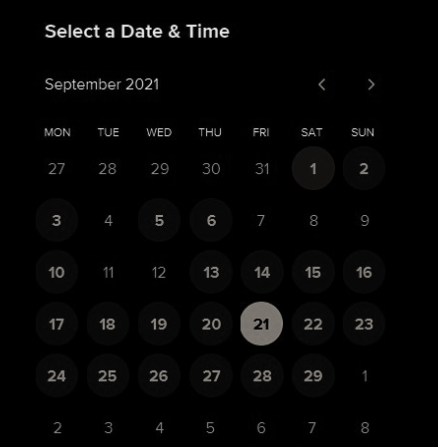 Select a Date & Time
September 2021
MON TUE WED THU FRI SAT SUN
27 28 29 30 31 1 2
3 4 5 6 7 8 9
10 11 12 13 14 15 16
17 18 19 20 21 22 23
24 25 26 27 28 29 1
2 3 4 5 6 7 8